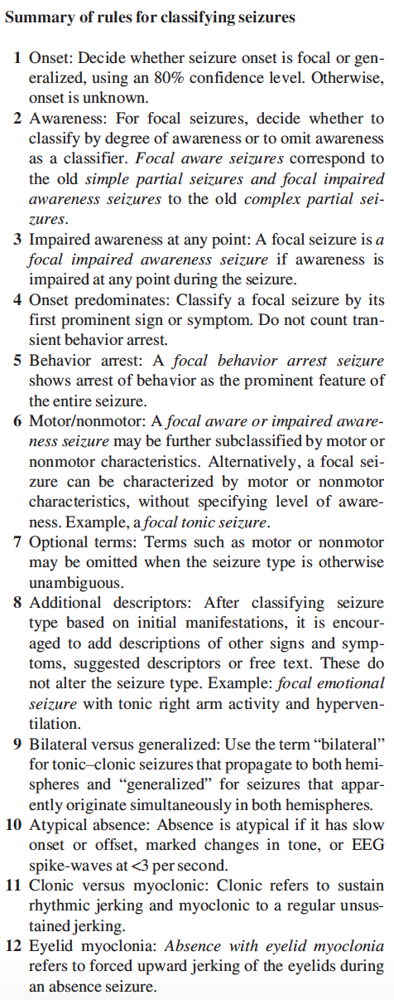 Summary of rules for classifying seizures
1 Onset: Decide whether seizure onset is focal or gen-
eralized, using an 80% confidence level. Otherwise,
onset is unknown.
2 Awareness: For focal seizures, decide whether to
classify by degree of awareness or to omit awareness
as a classifier. Focal aware seizures correspond to
the old simple partial seizures and focal impaired
awareness seizures to the old complex partial sei-
zures.
3 Impaired awareness at any point: A focal seizure is a
focal impaired awareness seizure if awareness is
impaired at any point during the seizure.
4 Onset predominates: Classify a focal seizure by its
first prominent sign or symptom. Do not count tran-
sient behavior arrest.
5 Behavior arrest: A focal behavior arrest seizure
shows arrest of behavior as the prominent feature of
the entire seizure.
6 Motor/nonmotor: A focal aware or impaired aware-
ness seizure may be further subclassified by motor or
nonmotor characteristics. Alternatively, a focal sei-
zure can be characterized by motor or nonmotor
characteristics, without specifying level of aware-
ness. Example, a focal tonic seizure.
7 Optional terms: Terms such as motor or nonmotor
may be omitted when the seizure type is otherwise
unambiguous.
8 Additional descriptors: After classifying seizure
type based on initial manifestations, it is encour-
aged to add descriptions of other signs and symp-
toms, suggested descriptors or free text. These do
not alter the seizure type. Example: focal emotional
seizure with tonic right arm activity and hyperven-
tilation.
9 Bilateral versus generalized: Use the term “bilateral”
for tonic–clonic seizures that propagate to both hemi-
spheres and “generalized” for seizures that appar-
ently originate simultaneously in both hemispheres.
10 Atypical absence: Absence is atypical if it has slow
onset or offset, marked changes in tone, or EEG
spike-waves at <3 per second.
11 Clonic versus myoclonic: Clonic refers to sustain
rhythmic jerking and myoclonic to a regular unsus-
tained jerking.
12 Eyelid myoclonia: Absence with eyelid myoclonia
refers to forced upward jerking of the eyelids during
an absence seizure.